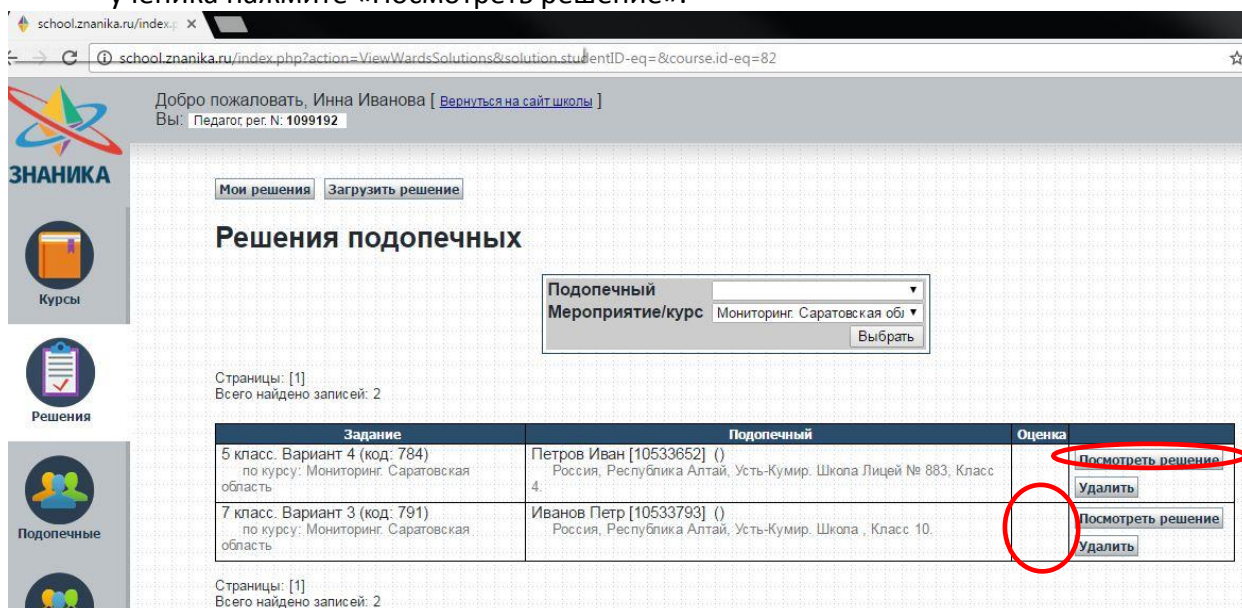 ученика нажмите «Посмотреть решение».
school.znanika.ru/index.p
school.znanika.ru/index.php?action=ViewWardsSolutions&solution.studentID-eq=&course.id-eq=82
Добро пожаловать, Инна Иванова [ Вернуться на сайт школы ]
Вы: Педагог, рег. N: 1099192
ЗНАНИКА
Мои решения Загрузить решение
Решения подопечных
Подопечный
Мероприятие/курс Мониторинг. Саратовская обл
Выбрать
Курсы
Страницы: [1]
Всего найдено записей: 2
Решения
Задание Подопечный Оценка
5 класс. Вариант 4 (код: 784) Петров Иван [10533652] () Посмотреть решение
по курсу: Мониторинг. Саратовская Россия, Республика Алтай, Усть-Кумир. Школа Лицей № 883, Класс
область 4. Удалить
7 класс. Вариант 3 (код: 791) Иванов Петр [10533793] () Посмотреть решение
по курсу: Мониторинг. Саратовская Россия, Республика Алтай, Усть-Кумир. Школа , Класс 10.
область Удалить
Подопечные
Страницы: [1]
Всего найдено записей: 2